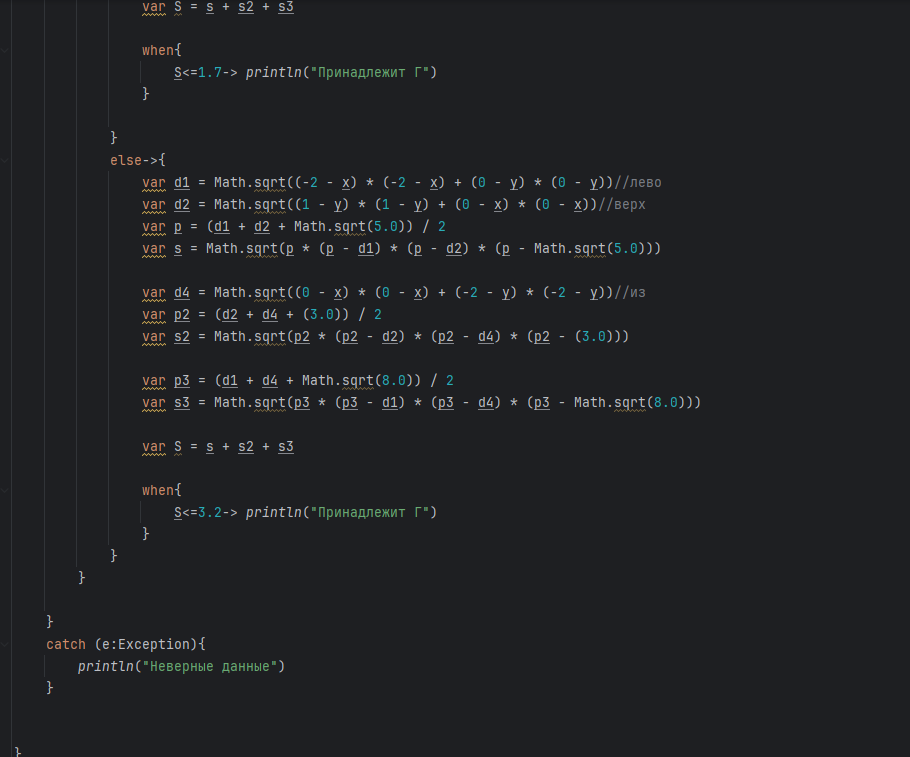 var S = s + s2 + s3
when{
S<=1.7-> println("Принадлежит Г")
}
}
else->{
var d1 = Math.sqrt((-2 - x) * (-2 - x) + (0 - y) * (0 - y))//лево
var d2 = Math.sqrt((1 - y) * (1 - y) + (0 - x) * (0 - x))//верх
var p = (d1 + d2 + Math.sqrt(5.0)) / 2
var s = Math.sqrt(p * (p - d1) * (p - d2) * (p - Math.sqrt(5.0)))
var d4 = Math.sqrt((0 - x) * (0 - x) + (-2 - y) * (-2 - y))//из
var p2 = (d2 + d4 + (3.0)) / 2
var s2 = Math.sqrt(p2 * (p2 - d2) * (p2 - d4) * (p2 - (3.0)))
var p3 = (d1 + d4 + Math.sqrt(8.0)) / 2
var s3 = Math.sqrt(p3 * (p3 - d1) * (p3 - d4) * (p3 - Math.sqrt(8.0)))
var S = s + s2 + s3
when{
S<=3.2-> println("Принадлежит Г")
}
}
}
}
catch (e:Exception){
println("Неверные данные")
}
}